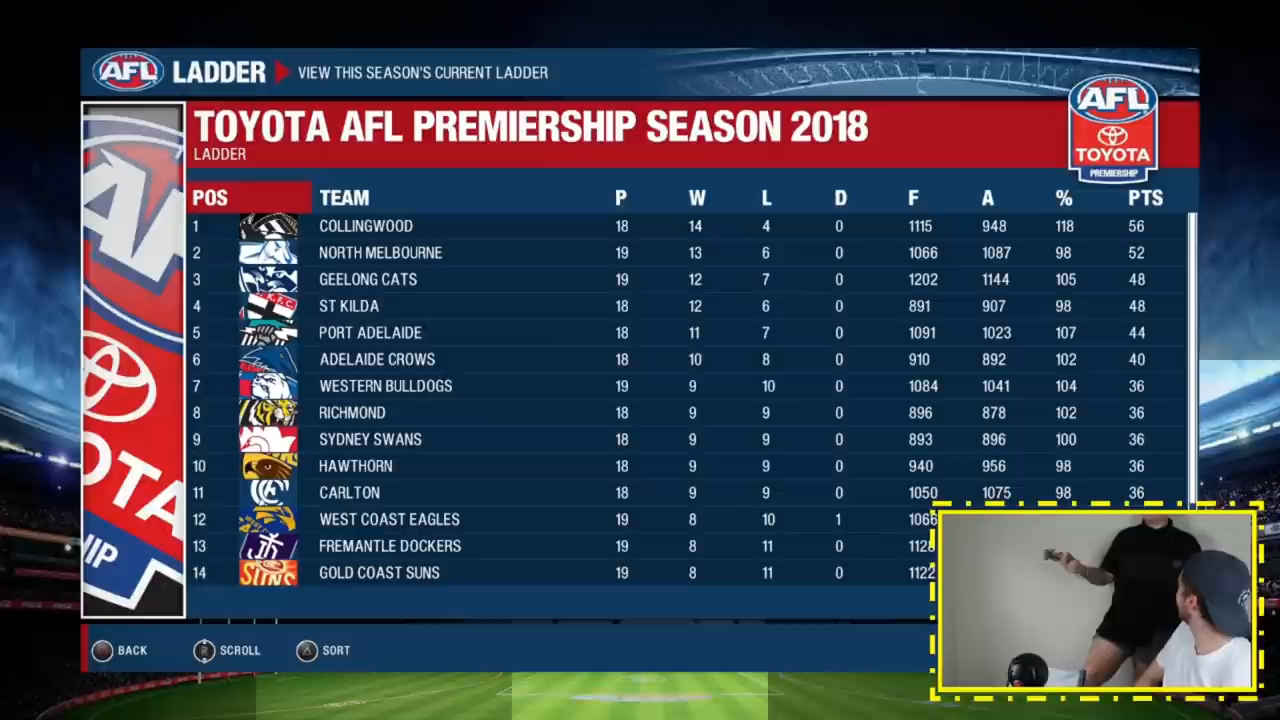 AFL LADDER VIEW THIS SEASON'S CURRENT LADDER
TOYOTA AFL PREMIERSHIP SEASON 2018
LADDER
AFL
TOYOTA
PREMIERSHIP
POS TEAM P W L D F A % PTS
1 COLLINGWOOD 18 14 4 0 1115 948 118 56
2 NORTH MELBOURNE 19 13 6 0 1066 1087 98 52
3 GEELONG CATS 19 12 7 0 1202 1144 105 48
4 ST KILDA 18 12 6 0 891 907 98 48
5 PORT ADELAIDE 18 11 7 0 1091 1023 107 44
6 ADELAIDE CROWS 18 10 8 0 910 892 102 40
7 WESTERN BULLDOGS 19 9 10 0 1084 1041 104 36
8 RICHMOND 18 9 9 0 896 878 102 36
9 SYDNEY SWANS 18 9 9 0 893 896 100 36
10 HAWTHORN 18 9 9 0 940 956 98 36
11 CARLTON 18 9 9 0 1050 1075 98 36
12 WEST COAST EAGLES 19 8 10 1 1066
13 FREMANTLE DOCKERS 19 8 11 0 1128
14 SUNS GOLD COAST SUNS 19 8 11 0 1122
BACK SCROLL SORT